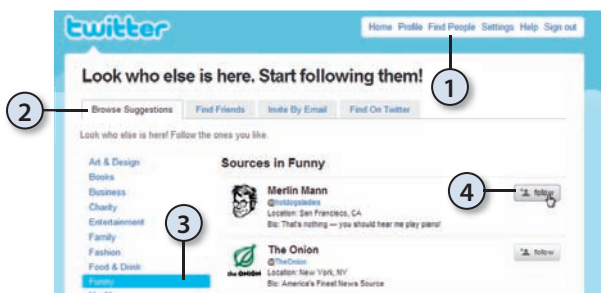 twitter
Home Profile Find People Settings Help Sign out
Look who else is here. Start following them!
1
2
Browse Suggestions Find Friends Invite By Email Find On Twitter
Look who else is here! Follow the ones you like.
Art & Design
Books
Business
Charity
Entertainment
Family
Fashion
Food & Drink
Funny
3
Sources in Funny
Merlin Mann
@hotdogsladies
Location: San Francisco, CA
Bio: That's nothing — you should hear me play piano!
4
follow
The Onion
@TheOnion
Location: New York, NY
Bio: America's Finest News Source
the ONION
follow